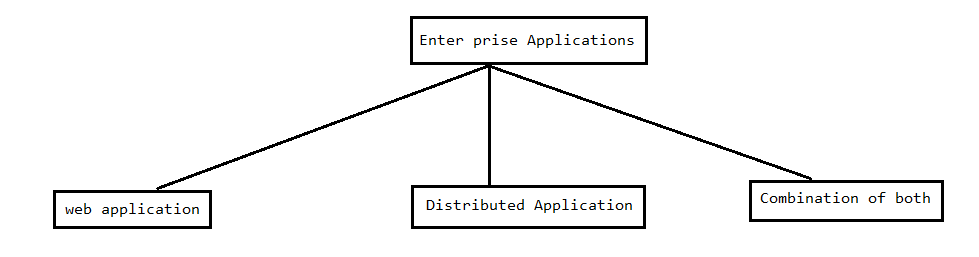 Enter prise Applications
web application
Distributed Application
Combination of both